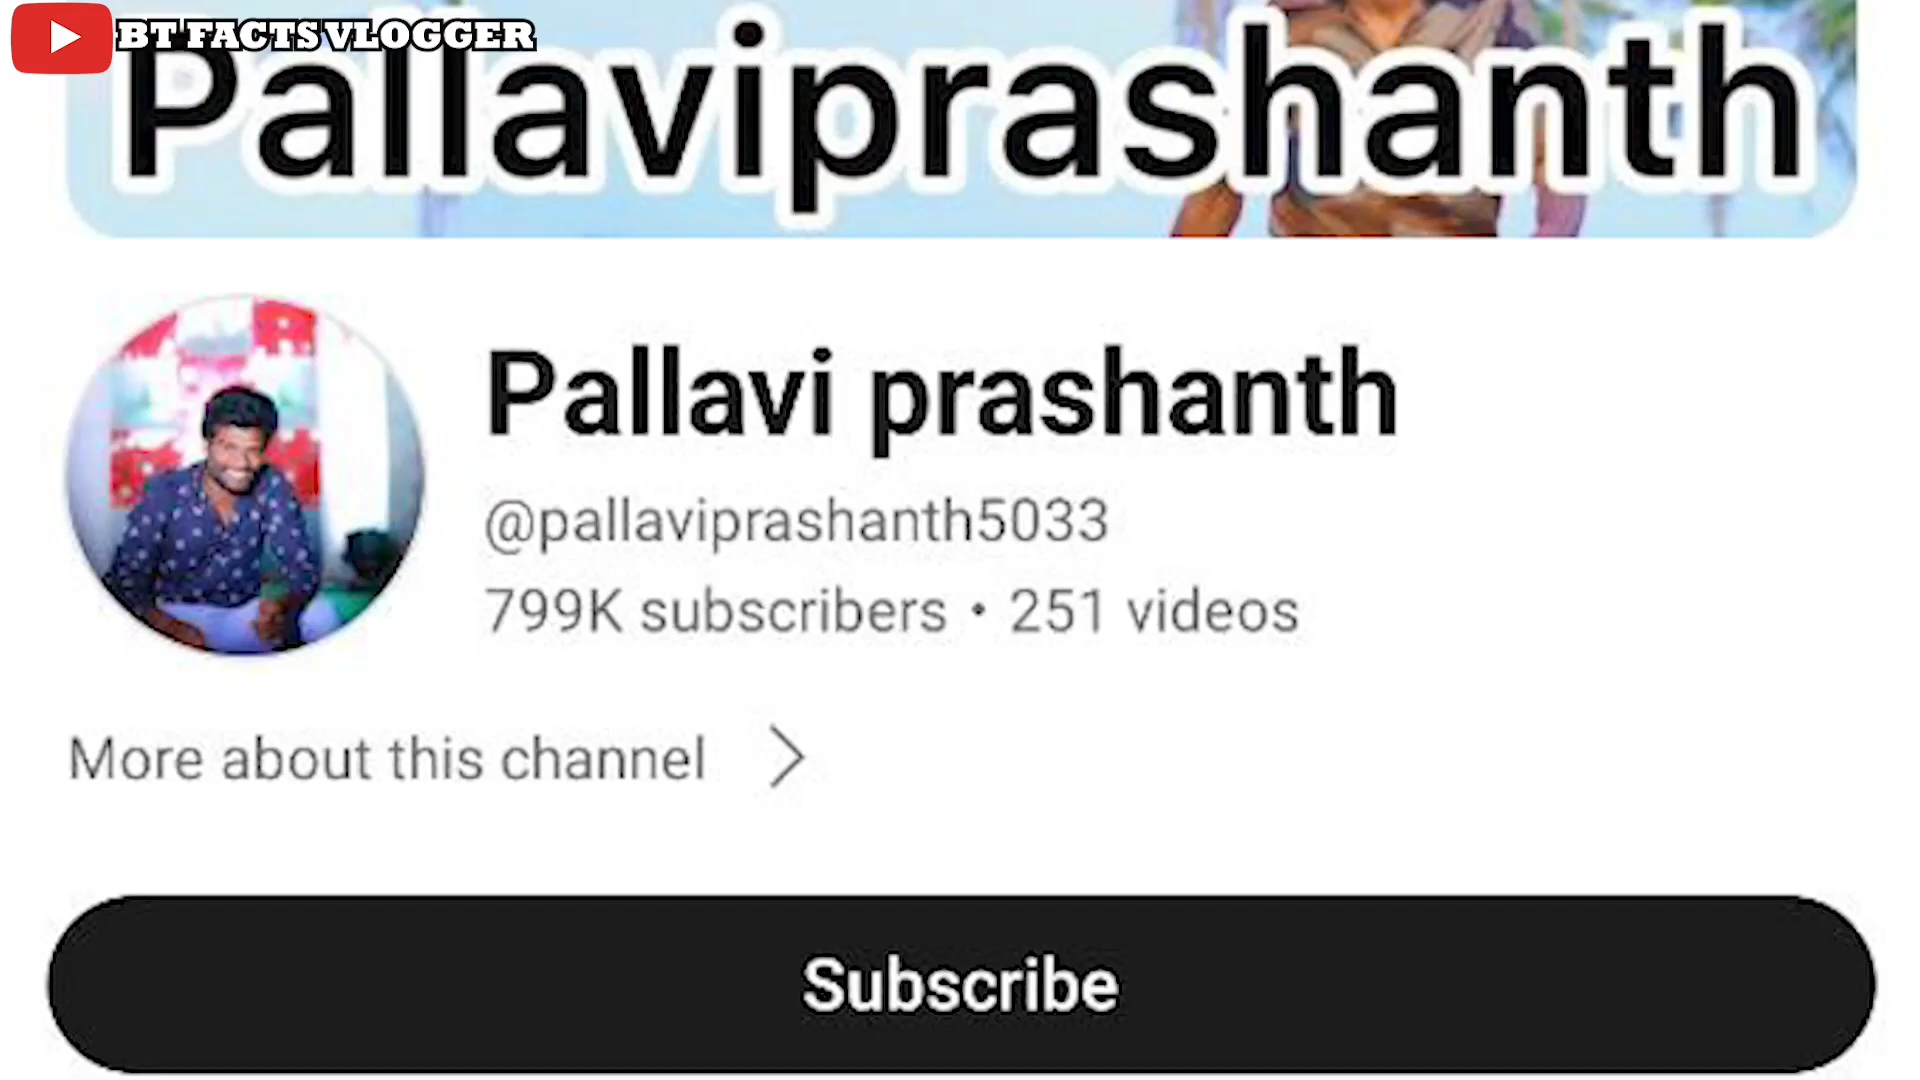 BT FACTS VLOGGER
Pallaviprashanth
Pallavi prashanth
@pallaviprashanth5033
799K subscribers • 251 videos
More about this channel
Subscribe